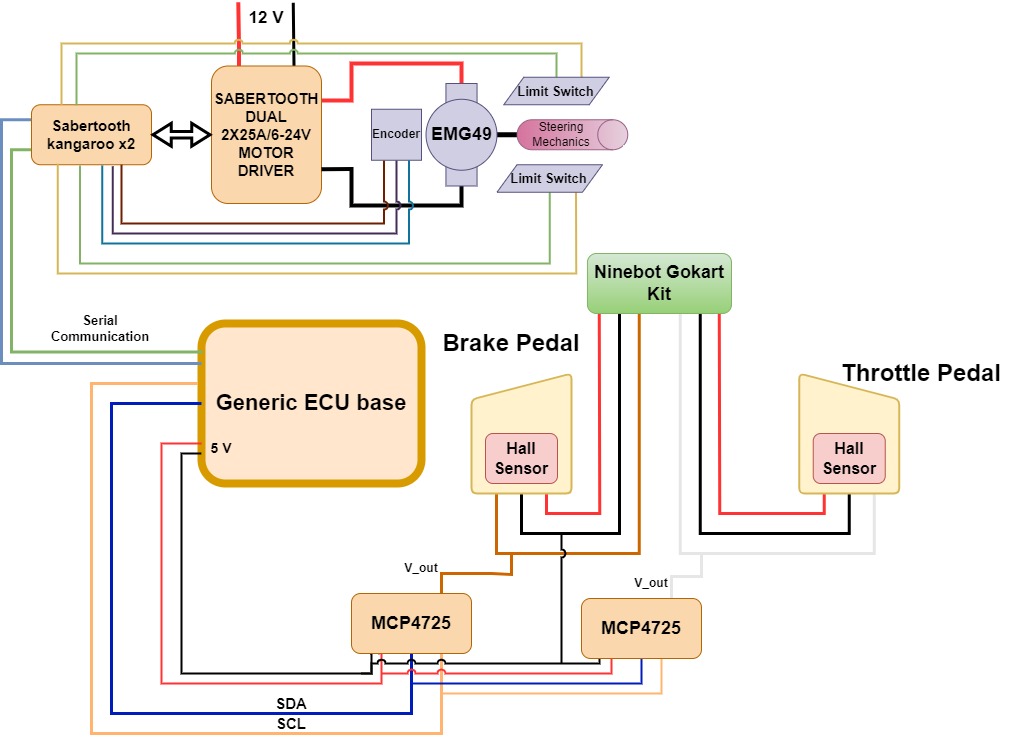 12 V
SABERTOOTH
DUAL
2X25A/6-24V
MOTOR
DRIVER
Sabertooth
kangaroo x2
Encoder
EMG49
Limit Switch
Steering
Mechanics
Limit Switch
Ninebot Gokart
Kit
Serial
Communication
Generic ECU base
5 V
Brake Pedal
Hall
Sensor
Throttle Pedal
Hall
Sensor
V_out
MCP4725
V_out
MCP4725
SDA
SCL